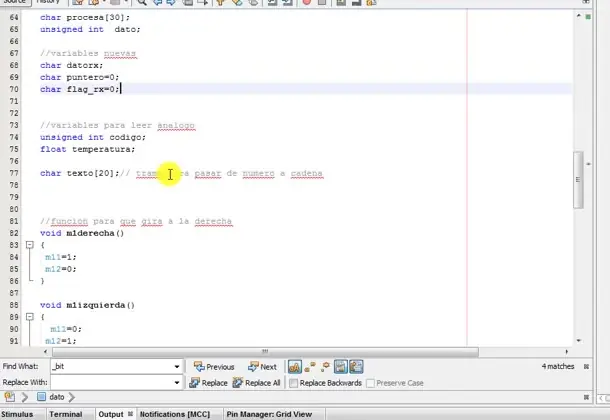 Source History
64 char procesa[30];
65 unsigned int dato;
66
67 //variables nuevas
68 char datorx;
69 char puntero=0;
70 char flag_rx=0;
71
72
73 //variables para leer analogo
74 unsigned int codigo;
75 float temperatura;
76
77 char texto[20];// pasar de numero a cadena
78
79
80
81 //funcion para que gira a la derecha
82 void m1derecha()
83 {
84 m11=1;
85 m12=0;
86 }
87
88 void m1izquierda()
89 {
90 m11=0;
91 m12=1;
Find What: _bit Previous Next 4 matches
Replace With: Replace Replace All Replace Backwards Preserve Case
dato
Stimulus Terminal Output Notifications [MCC] Pin Manager: Grid View